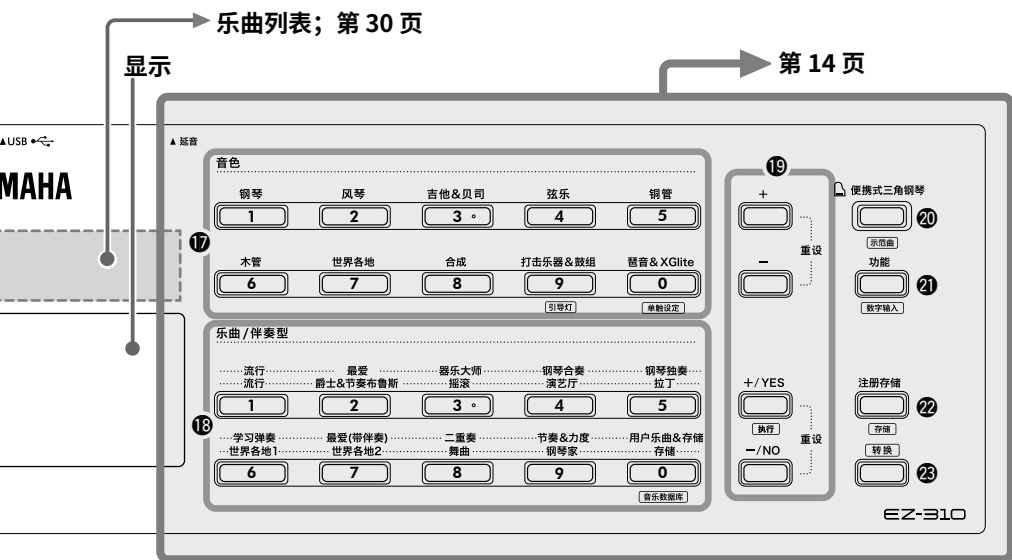 乐曲列表；第 30 页
显示
第 14 页
▲USB
▲ 延音
MAHA
音色
⓱
钢琴 风琴 吉他&贝司 弦乐 铜管
1 2 3 4 5
木管 世界各地 合成 打击乐器&鼓组 琶音&XGlite
6 7 8 9 0
引导灯 单触设定
⓲
乐曲/伴奏型
流行 最爱 器乐大师 钢琴合奏 钢琴独奏
流行 爵士&节奏布鲁斯 摇滚 演艺厅 拉丁
1 2 3 4 5
学习弹奏 最爱(带伴奏) 二重奏 节奏&力度 用户乐曲&存储
世界各地1 世界各地2 舞曲 钢琴家 存储
6 7 8 9 0
音乐数据库
⓳
+
重设
−
+/YES
执行
重设
−/NO
便携式三角钢琴
⓴
示范曲
功能
㉑
数字输入
注册存储
㉒
存储
转换
㉓
EZ-310